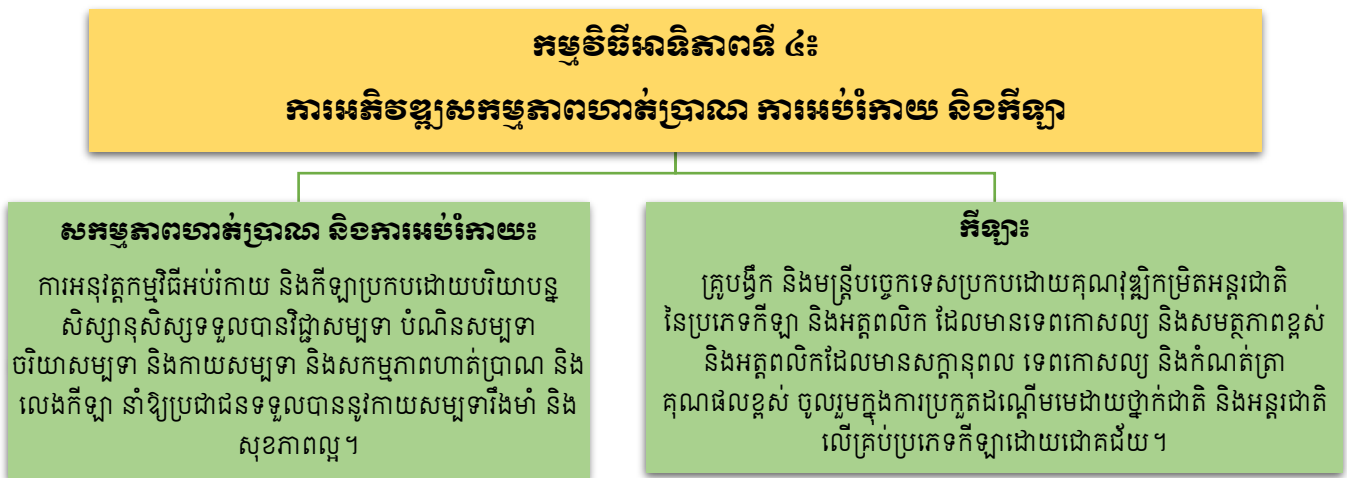 កម្មវិធីអាទិភាពទី ៤៖
ការអភិវឌ្ឍសកម្មភាពហាត់ប្រាណ ការអប់រំកាយ និងកីឡា
សកម្មភាពហាត់ប្រាណ និងការអប់រំកាយ៖
ការអនុវត្តកម្មវិធីអប់រំកាយ និងកីឡាប្រកបដោយបរិយាបន្ន
សិស្សានុសិស្សទទួលបានវិជ្ជាសម្បទា បំណិនសម្បទា
ចរិយាសម្បទា និងកាយសម្បទា និងសកម្មភាពហាត់ប្រាណ និង
លេងកីឡា នាំឱ្យប្រជាជនទទួលបាននូវកាយសម្បទារឹងមាំ និង
សុខភាពល្អ។
កីឡា៖
គ្រូបង្វឹក និងមន្ត្រីបច្ចេកទេសប្រកបដោយគុណវុឌ្ឍិកម្រិតអន្តរជាតិ
នៃប្រភេទកីឡា និងអត្តពលិក ដែលមានទេពកោសល្យ និងសមត្ថភាពខ្ពស់
និងអត្តពលិកដែលមានសក្តានុពល ទេពកោសល្យ និងកំណត់ត្រា
គុណផលខ្ពស់ ចូលរួមក្នុងការប្រកួតដណ្តើមមេដាយថ្នាក់ជាតិ និងអន្តរជាតិ
លើគ្រប់ប្រភេទកីឡាដោយជោគជ័យ។